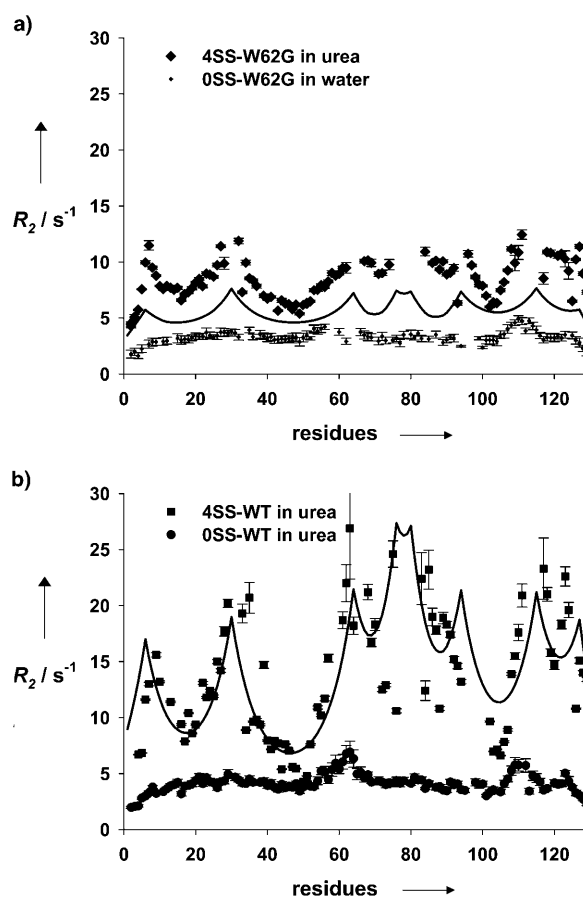 a)
30
4SS-W62G in urea
0SS-W62G in water
25
20
15
R2 / s-1
10
5
0
0 20 40 60 80 100 120
residues
b)
30
4SS-WT in urea
0SS-WT in urea
25
20
15
R2 / s-1
10
5
0
0 20 40 60 80 100 120
residues